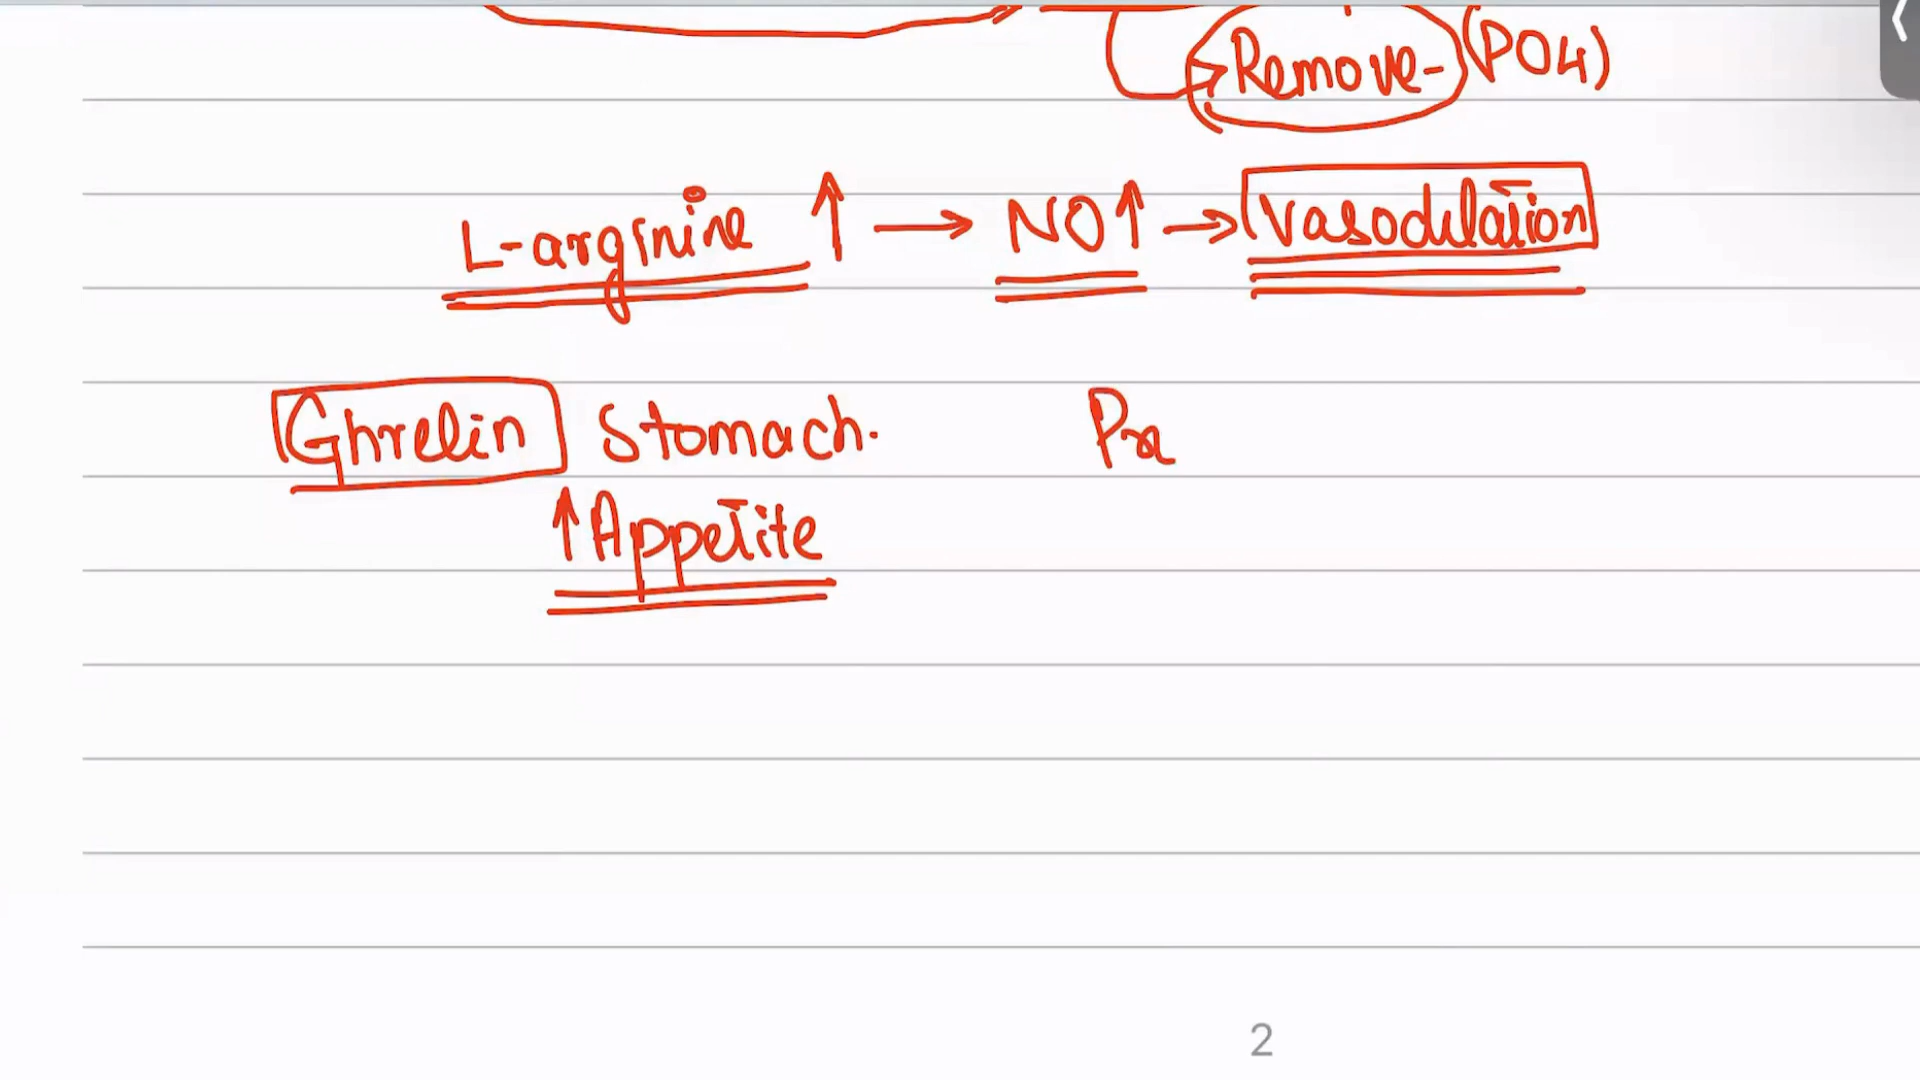 Remove- (PO4)
L-arginine ↑ → NO↑ → Vasodilation
Ghrelin Stomach.
↑Appetite
2